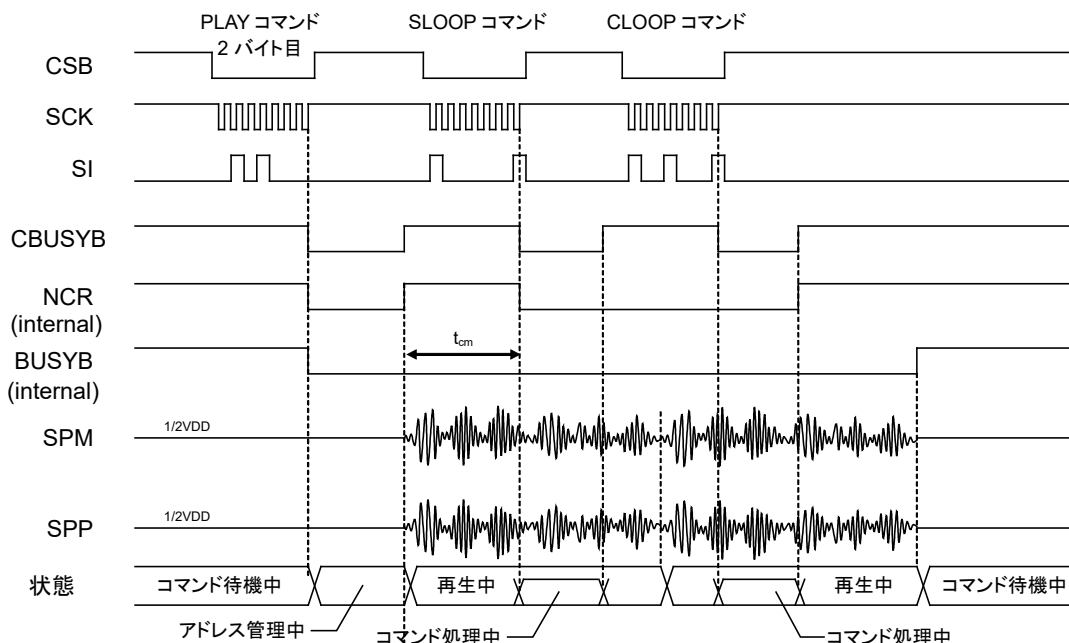 PLAY コマンド
2 バイト目
SLOOP コマンド
CLOOP コマンド
CSB
SCK
SI
CBUSYB
NCR
(internal)
tcm
BUSYB
(internal)
SPM
1/2VDD
SPP
1/2VDD
状態
コマンド待機中
再生中
再生中
コマンド待機中
アドレス管理中
コマンド処理中
コマンド処理中